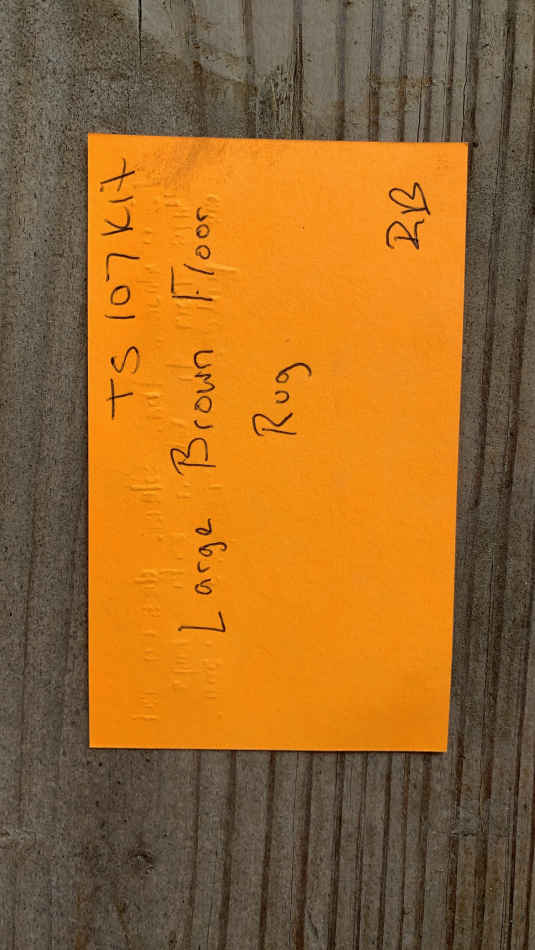 TS 107 Kit
Large Brown Floor
Rug
RB